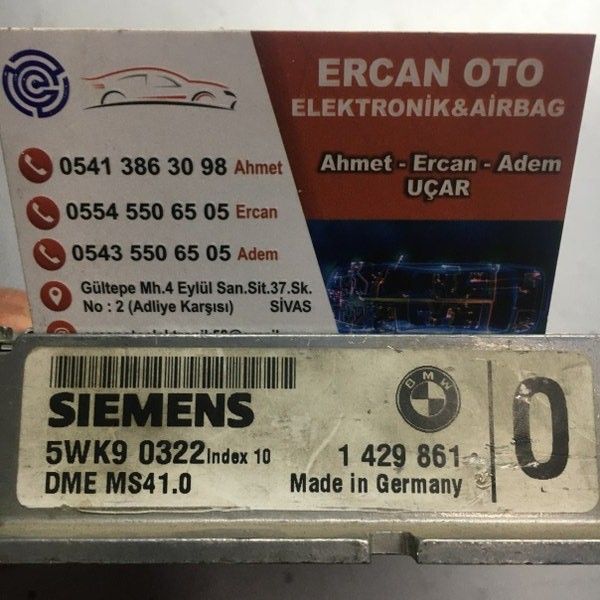 ERCAN OTO
ELEKTRONİK&AİRBAG
Ahmet - Ercan - Adem
UÇAR
0541 386 30 98 Ahmet
0554 550 65 05 Ercan
0543 550 65 05 Adem
Gültepe Mh.4 Eylül San.Sit.37.Sk.
No : 2 (Adliye Karşısı) SİVAS
SIEMENS
BMW
5WK9 0322 Index 10
1 429 861
DME MS41.0
Made in Germany
0